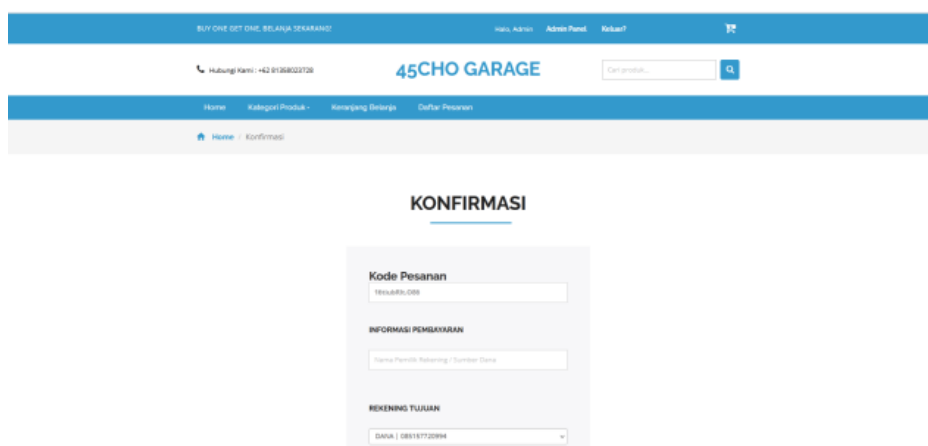 BUY ONE GET ONE, BELANJA SEKARANG!
Halo, Admin Admin Panel Keluar?
Hubungi Kami : +62 81358023728
45CHO GARAGE
Cari produk...
Home Kategori Produk Keranjang Belanja Daftar Pesanan
Home / Konfirmasi
KONFIRMASI
Kode Pesanan
INFORMASI PEMBAYARAN
Nama Pemilik Rekening / Sumber Dana
REKENING TUJUAN
DANA | 085157720994